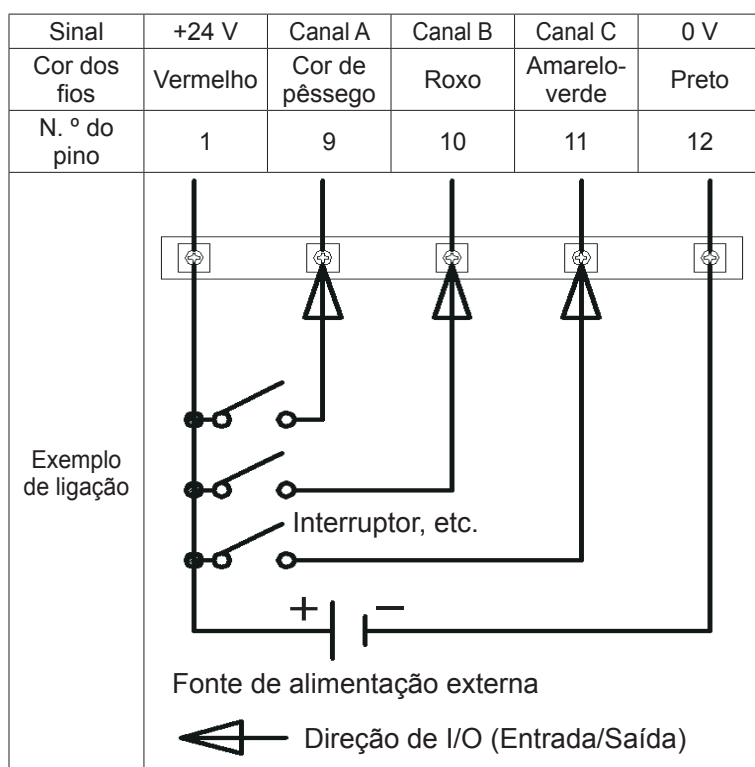 Sinal +24 V Canal A Canal B Canal C 0 V
Cor dos fios Vermelho Cor de pêssego Roxo Amarelo-verde Preto
N. º do pino 1 9 10 11 12
Exemplo de ligação
Interruptor, etc.
+ −
Fonte de alimentação externa
Direção de I/O (Entrada/Saída)